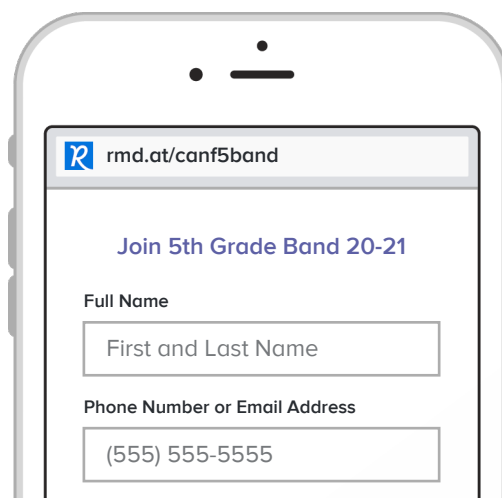 rmd.at/canf5band
Join 5th Grade Band 20-21
Full Name
First and Last Name
Phone Number or Email Address
(555) 555-5555